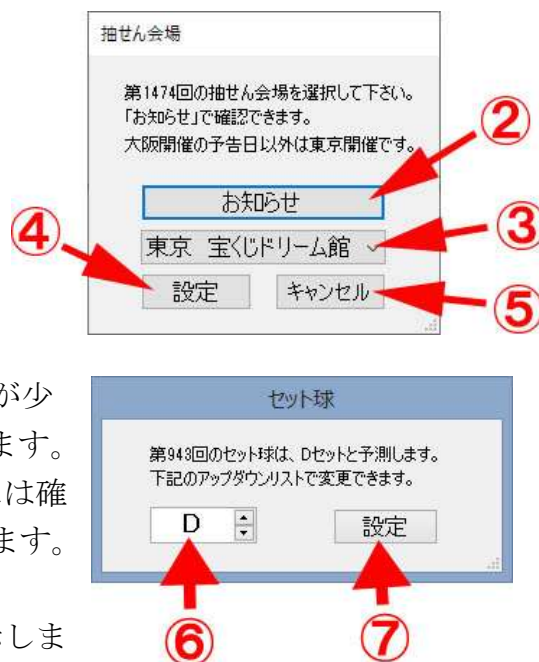 抽せん会場
第1474回の抽せん会場を選択して下さい。
「お知らせ」で確認できます。
大阪開催の予告日以外は東京開催です。
②
お知らせ
③
東京 宝くじドリーム館
④
設定 キャンセル
⑤
が少
ます。
は確
ます。
しま
セット球
第943回のセット球は、Dセットと予測します。
下記のアップダウンリストで変更できます。
D 設定
⑥ ⑦